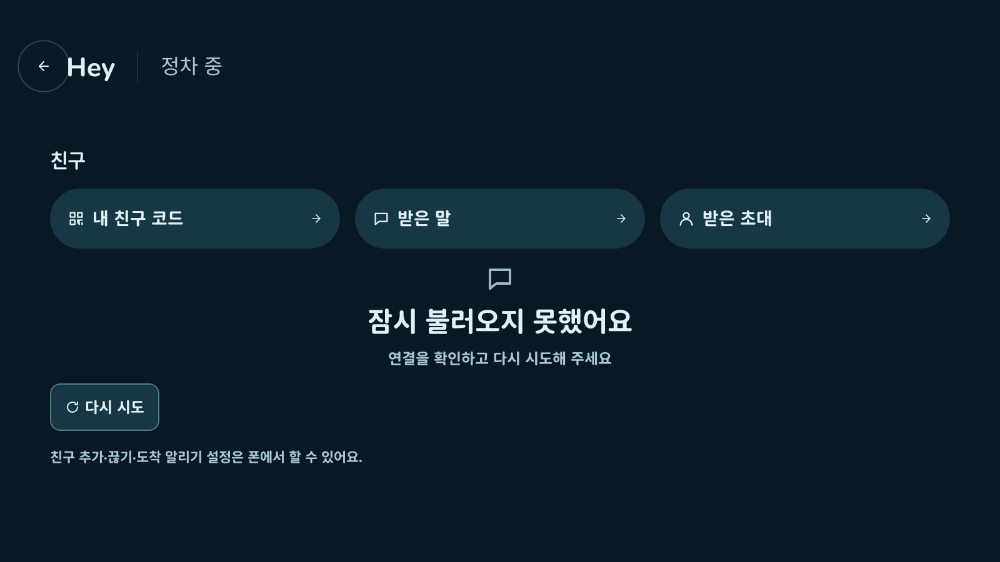 Hey
정차 중
친구
내 친구 코드
받은 말
받은 초대
잠시 불러오지 못했어요
연결을 확인하고 다시 시도해 주세요
다시 시도
친구 추가·끊기·도착 알리기 설정은 폰에서 할 수 있어요.